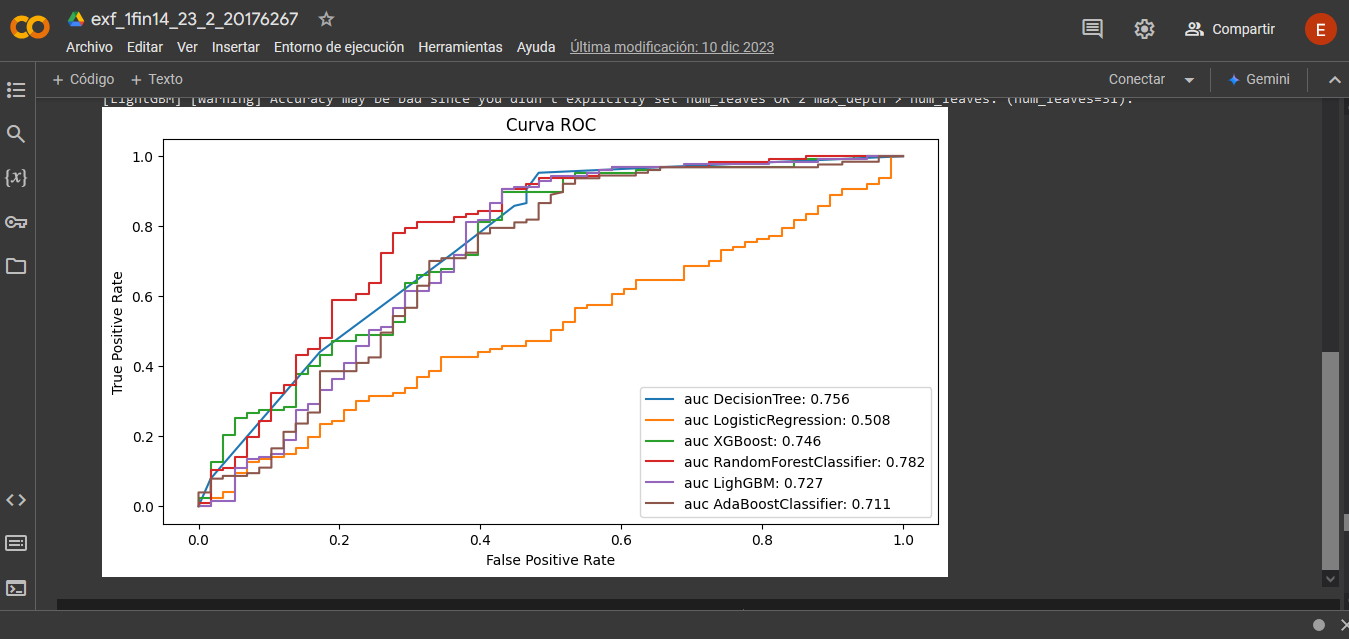 exf_1fin14_23_2_20176267
Archivo Editar Ver Insertar Entorno de ejecución Herramientas Ayuda Última modificación: 10 dic 2023
Compartir
E
+ Código + Texto
Conectar
Gemini
[LightGBM] [Warning] Accuracy may be bad since you didn't explicitly set num_leaves OR 2^max_depth > num_leaves. (num_leaves=31).
Curva ROC
1.0
0.8
0.6
0.4
0.2
0.0
True Positive Rate
auc DecisionTree: 0.756
auc LogisticRegression: 0.508
auc XGBoost: 0.746
auc RandomForestClassifier: 0.782
auc LighGBM: 0.727
auc AdaBoostClassifier: 0.711
0.0 0.2 0.4 0.6 0.8 1.0
False Positive Rate